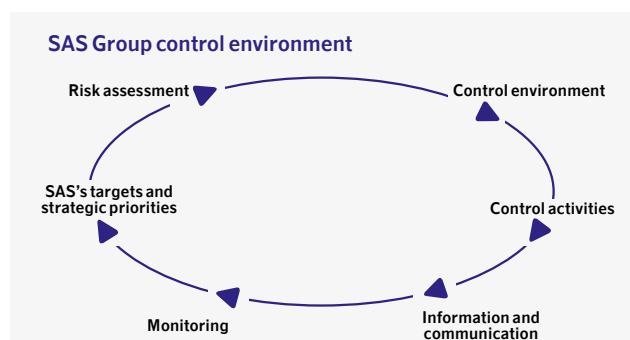 SAS Group control environment
Risk assessment
Control environment
SAS's targets and
strategic priorities
Control activities
Monitoring
Information and
communication